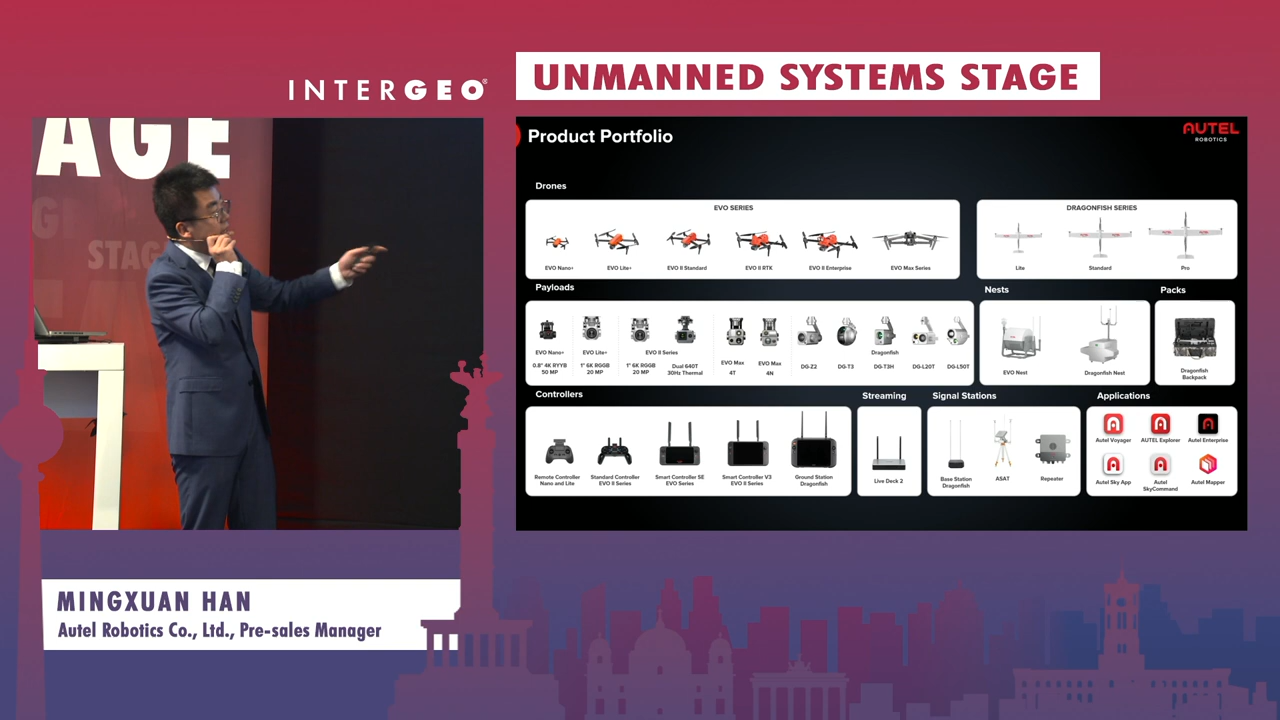 INTERGEO®
UNMANNED SYSTEMS STAGE
AGE
STAG
Product Portfolio
AUTEL
ROBOTICS
Drones
EVO SERIES
EVO Nano+
EVO Lite+
EVO II Standard
EVO II RTK
EVO II Enterprise
EVO Max Series
DRAGONFISH SERIES
Lite
Standard
Pro
Payloads
EVO Nano+
0.8" 4K RYYB
50 MP
EVO Lite+
1" 6K RGGB
20 MP
EVO II Series
1" 6K RGGB
20 MP
Dual 640T
30Hz Thermal
EVO Max
4T
EVO Max
4N
Dragonfish
DG-Z2
DG-T3
DG-T3H
DG-L20T
DG-L50T
Nests
EVO Nest
Dragonfish Nest
Packs
Dragonfish
Backpack
Controllers
Remote Controller
Nano and Lite
Standard Controller
EVO II Series
Smart Controller SE
EVO Series
Smart Controller V3
EVO II Series
Ground Station
Dragonfish
Streaming
Live Deck 2
Signal Stations
Base Station
Dragonfish
ASAT
Repeater
Applications
Autel Voyager
AUTEL Explorer
Autel Enterprise
Autel Sky App
Autel
SkyCommand
Autel Mapper
MINGXUAN HAN
Autel Robotics Co., Ltd., Pre-sales Manager